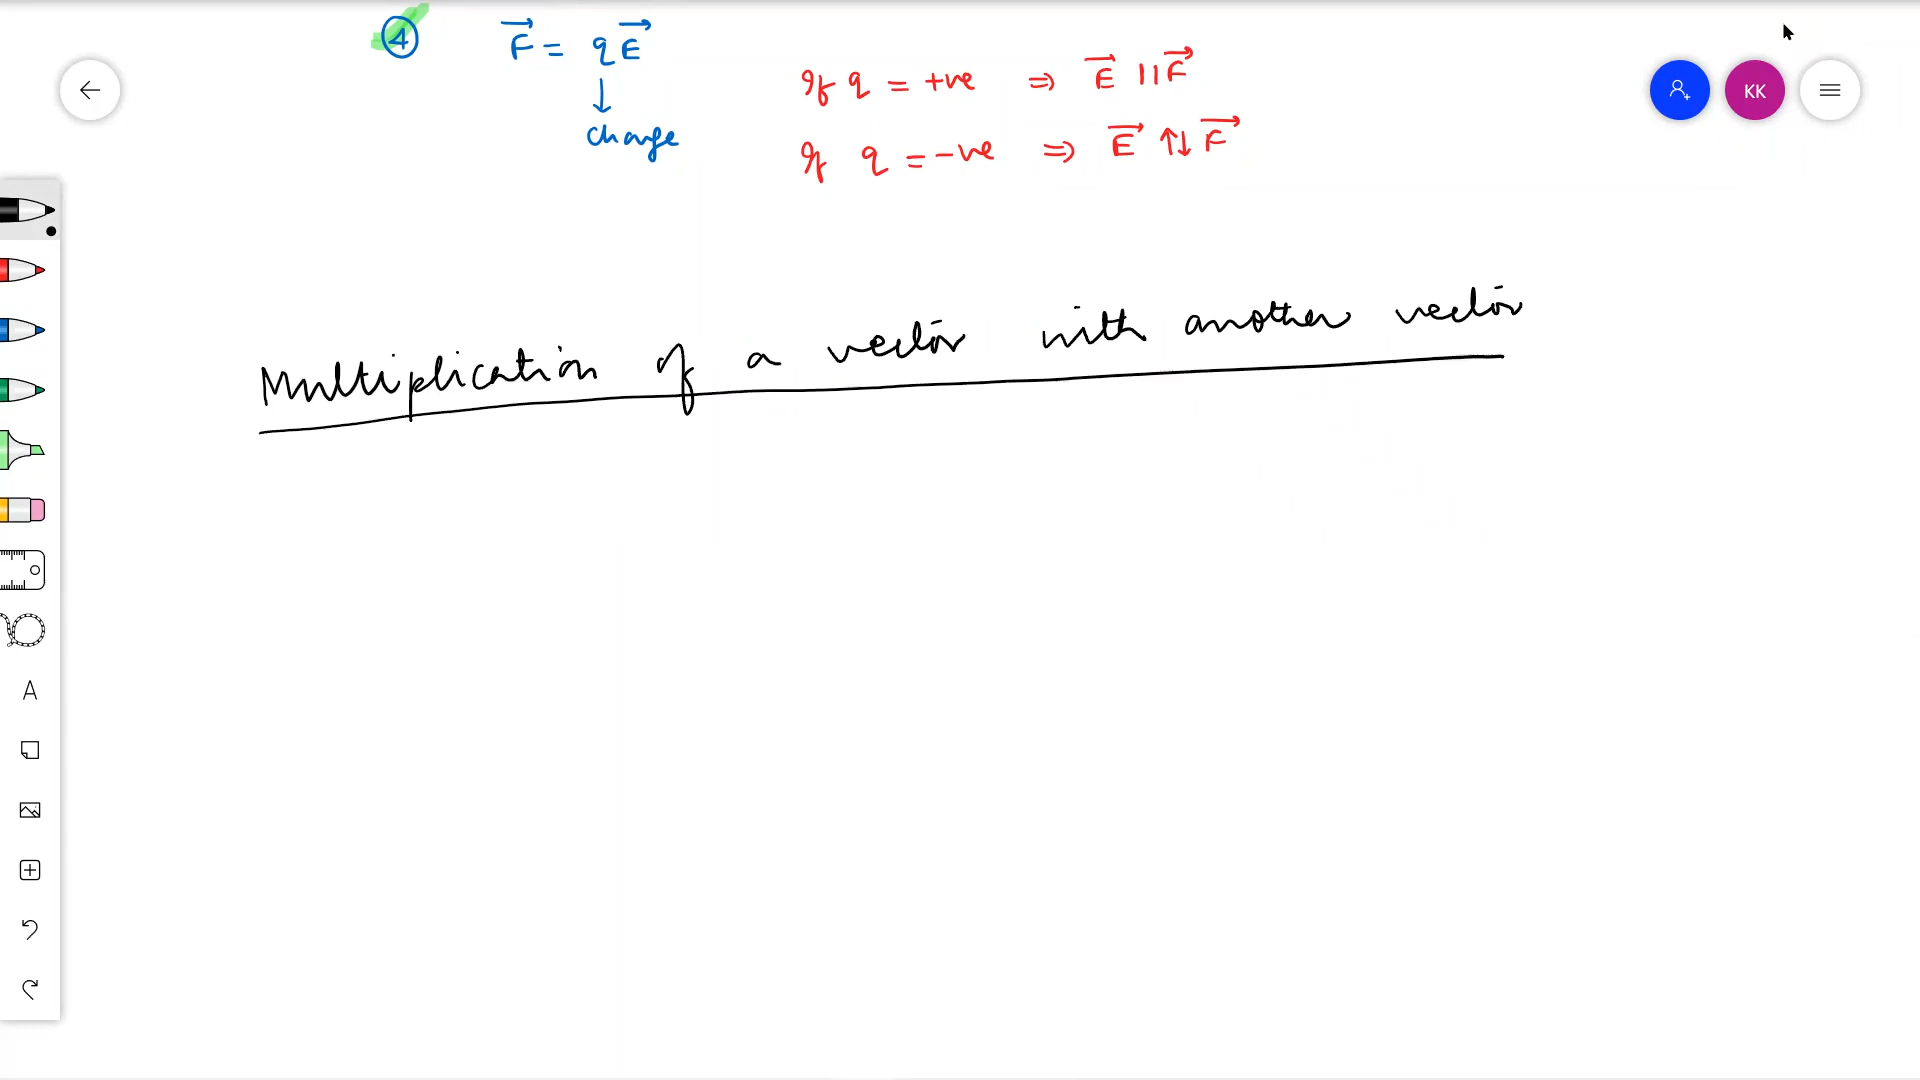 ④ F⃗ = qE⃗
↓
charge
If q = +ve ⇒ E⃗ || F⃗
If q = -ve ⇒ E⃗ ↑↓ F⃗
KK
Multiplication of a vector with another vector
A